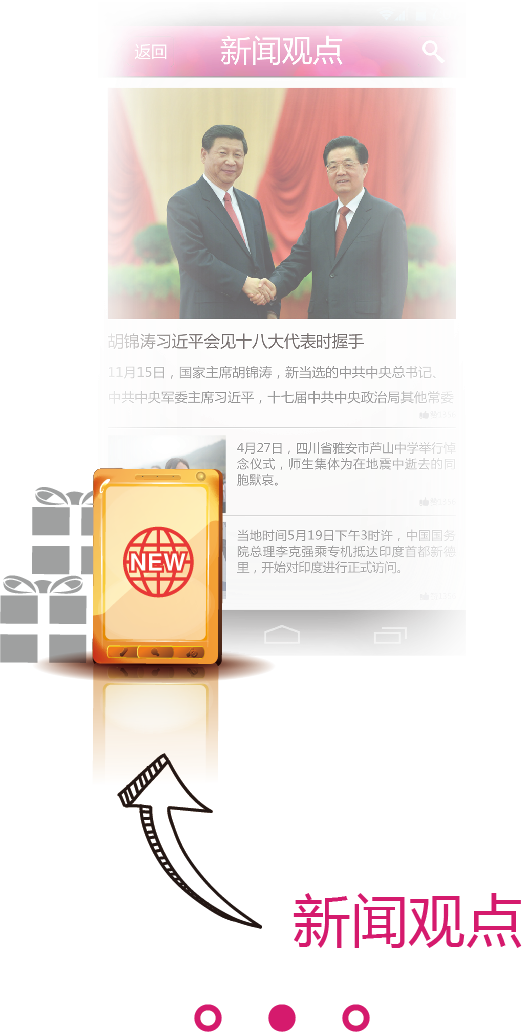 返回
新闻观点
胡锦涛习近平会见十八大代表时握手
11月15日，国家主席胡锦涛，新当选的中共中央总书记、
中共中央军委主席习近平，十七届中共中央政治局其他常委
4月27日，四川省雅安市芦山中学举行悼
念仪式，师生集体为在地震中逝去的同
胞默哀。
当地时间5月19日下午3时许，中国国务
院总理李克强乘专机抵达印度首都新德
里，开始对印度进行正式访问。
NEW
新闻观点